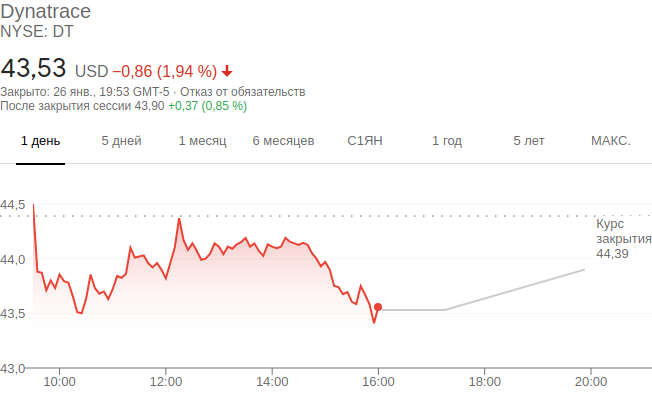 Dynatrace
NYSE: DT
43,53 USD −0,86 (1,94 %)
Закрыто: 26 янв., 19:53 GMT-5 · Отказ от обязательств
После закрытия сессии 43,90 +0,37 (0,85 %)
1 день 5 дней 1 месяц 6 месяцев С1ЯН 1 год 5 лет МАКС.
44,5
Курс
закрытия
44,39
44,0
43,5
43,0
10:00 12:00 14:00 16:00 18:00 20:00